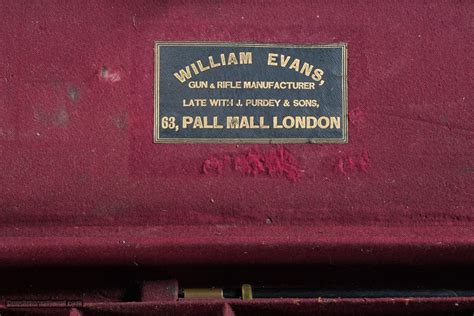 WILLIAM EVANS,
GUN & RIFLE MANUFACTURER
LATE WITH J. PURDEY & SONS,
63, PALL MALL LONDON